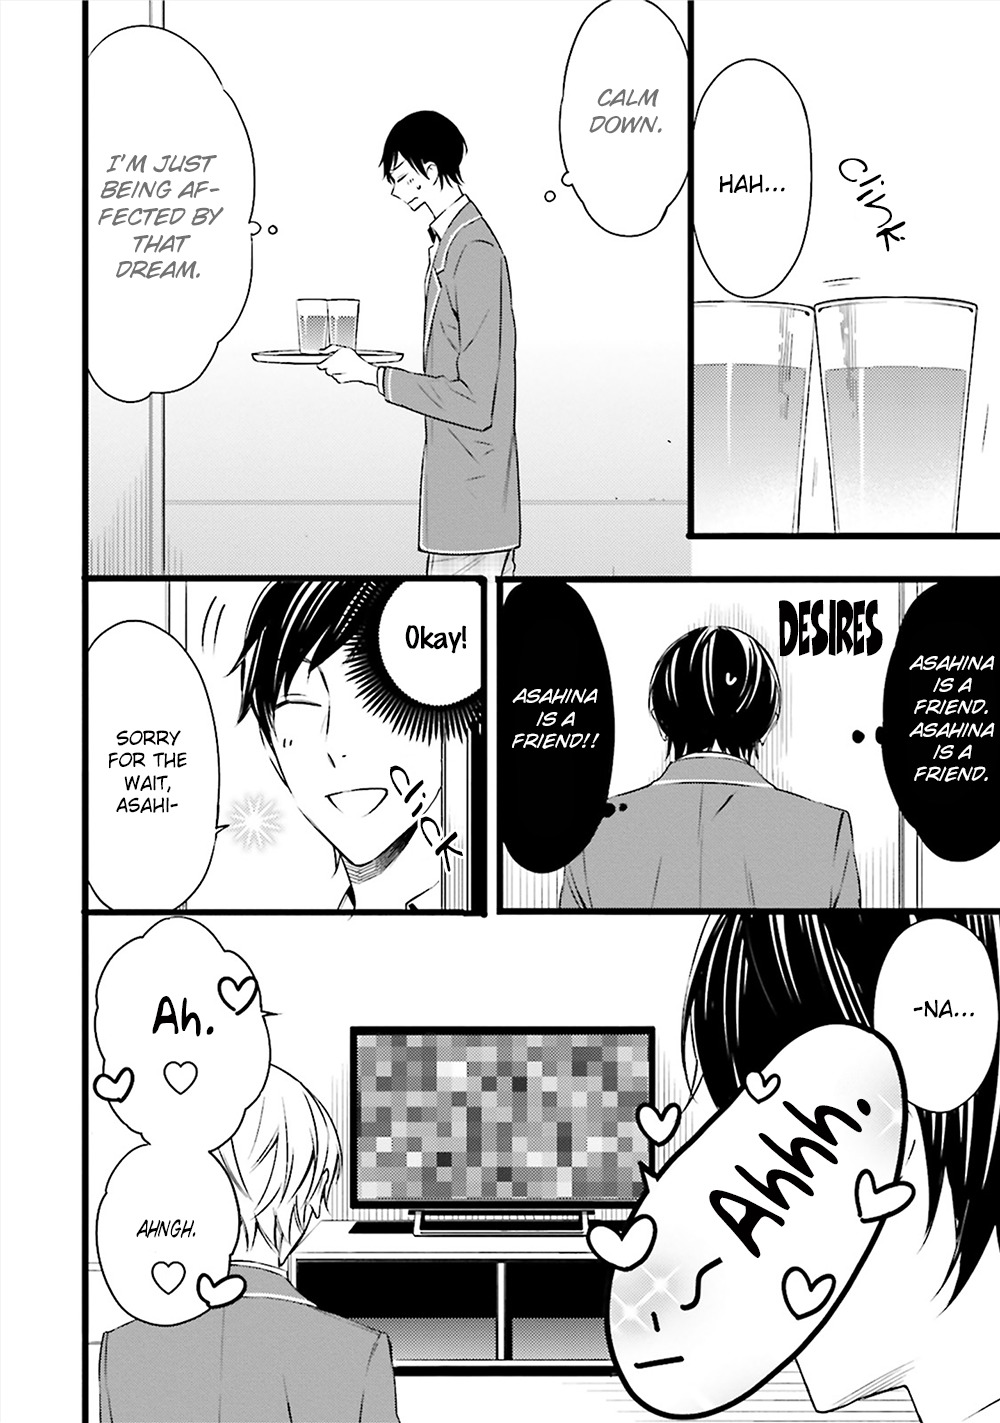 Clink.
HAH...
CALM
DOWN.
I'M JUST
BEING AF-
FECTED BY
THAT
DREAM.
ASAHINA
IS A
FRIEND.
ASAHINA
IS A
FRIEND.
DESIRES
ASAHINA
IS A
FRIEND!!
Okay!
CLICK
SORRY
FOR THE
WAIT,
ASAHI-
-NA...
Ahhh.
Ah.
AHNGH.